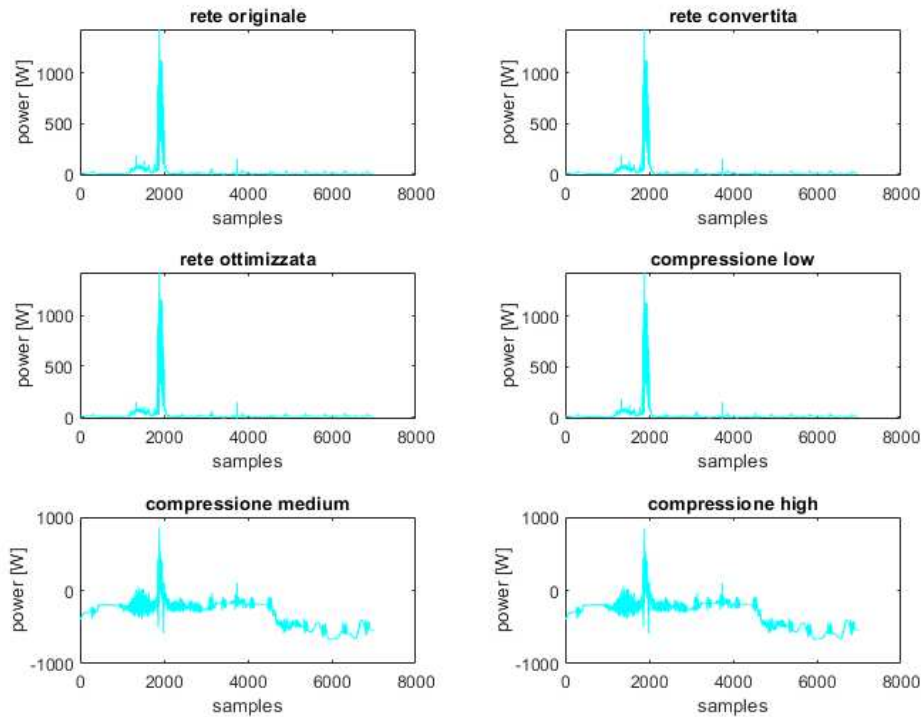 rete originale
power [W]
1000
500
0
0 2000 4000 6000 8000
samples
rete convertita
power [W]
1000
500
0
0 2000 4000 6000 8000
samples
rete ottimizzata
power [W]
1000
500
0
0 2000 4000 6000 8000
samples
compressione low
power [W]
1000
500
0
0 2000 4000 6000 8000
samples
compressione medium
power [W]
1000
0
-1000
0 2000 4000 6000 8000
samples
compressione high
power [W]
1000
0
-1000
0 2000 4000 6000 8000
samples